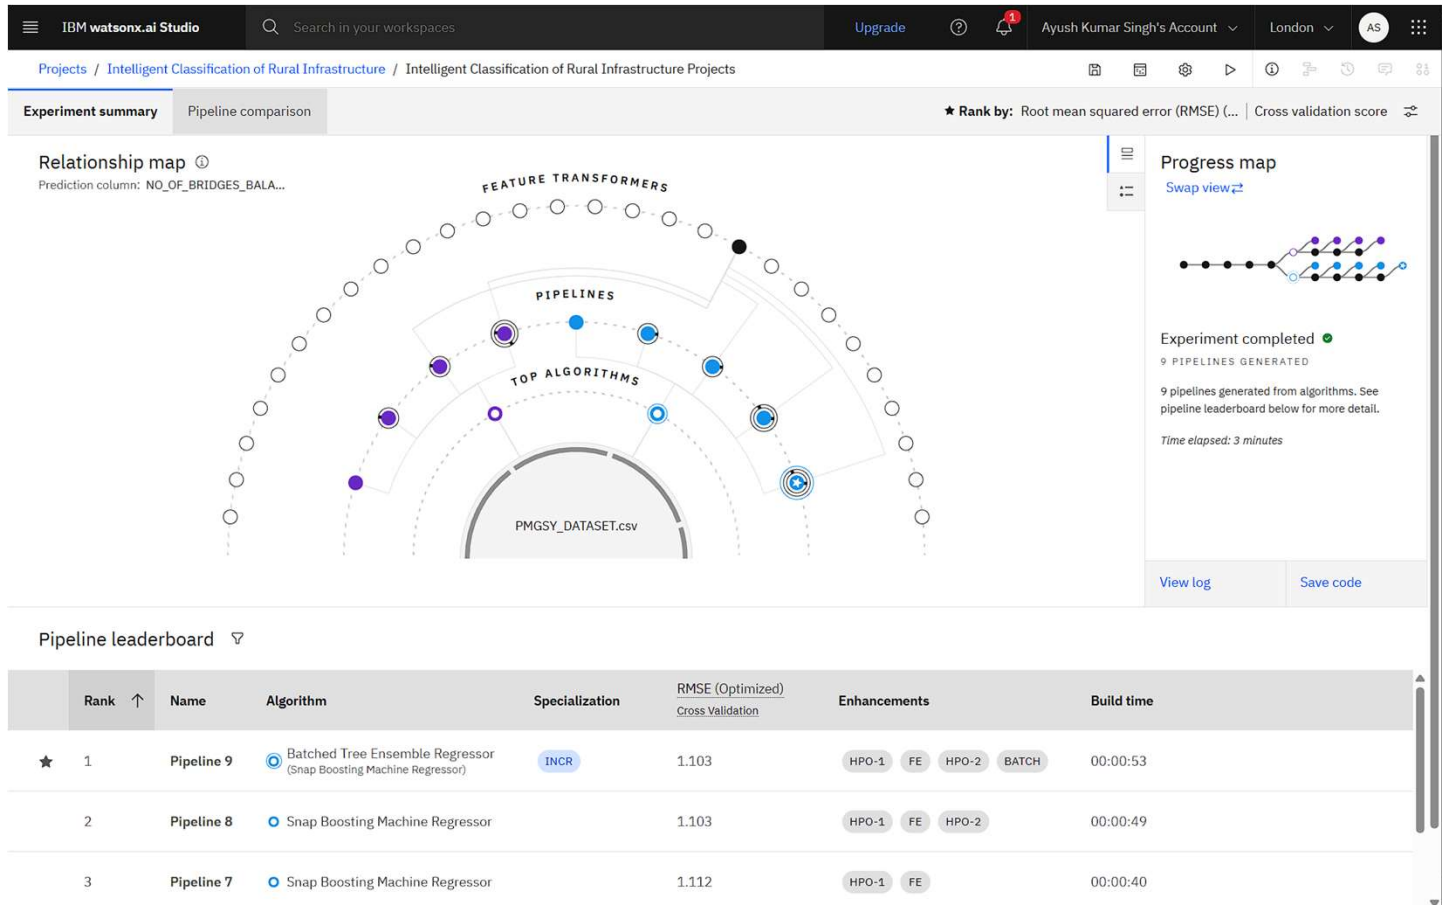 IBM watsonx.ai Studio
Search in your workspaces
Upgrade
1
Ayush Kumar Singh's Account
London
AS
Projects / Intelligent Classification of Rural Infrastructure / Intelligent Classification of Rural Infrastructure Projects
Experiment summary
Pipeline comparison
Rank by: Root mean squared error (RMSE) (... | Cross validation score
Relationship map
Prediction column: NO_OF_BRIDGES_BALA...
FEATURE TRANSFORMERS
PIPELINES
TOP ALGORITHMS
PMGSY_DATASET.csv
Progress map
Swap view
Experiment completed
9 PIPELINES GENERATED
9 pipelines generated from algorithms. See
pipeline leaderboard below for more detail.
Time elapsed: 3 minutes
View log
Save code
Pipeline leaderboard
Rank Name Algorithm Specialization RMSE (Optimized) Enhancements Build time
Cross Validation
1 Pipeline 9 Batched Tree Ensemble Regressor INCR 1.103 HPO-1 FE HPO-2 BATCH 00:00:53
(Snap Boosting Machine Regressor)
2 Pipeline 8 Snap Boosting Machine Regressor 1.103 HPO-1 FE HPO-2 00:00:49
3 Pipeline 7 Snap Boosting Machine Regressor 1.112 HPO-1 FE 00:00:40